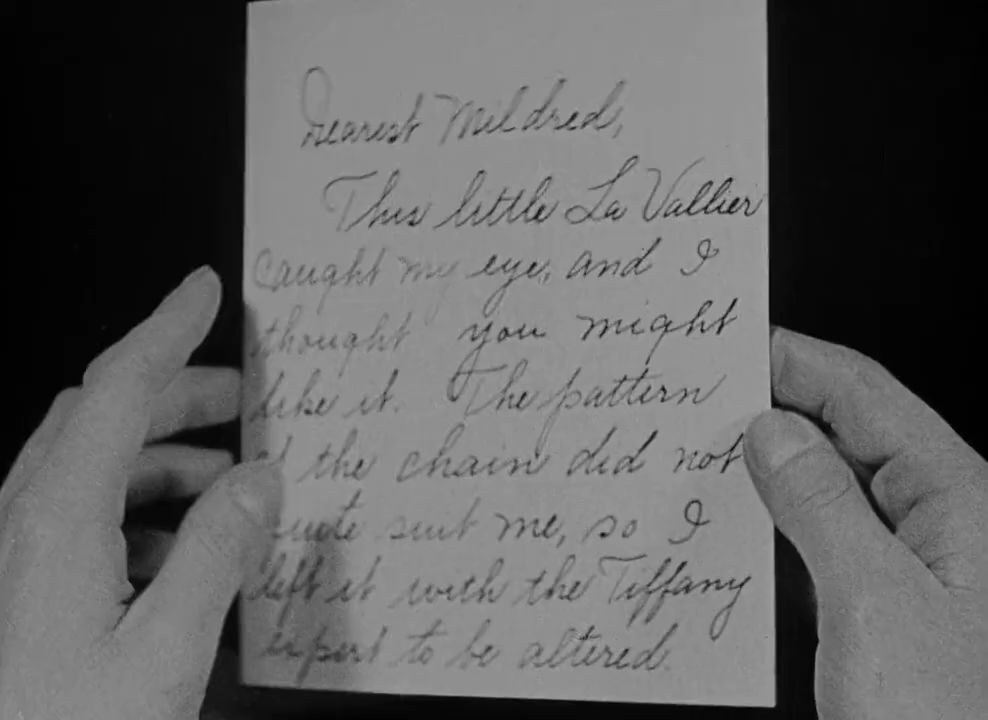 Dearest Mildred,
This little La Vallier
caught my eye, and I
thought you might
like it. The pattern
of the chain did not
quite suit me, so I
left it with the Tiffany
expert to be altered.